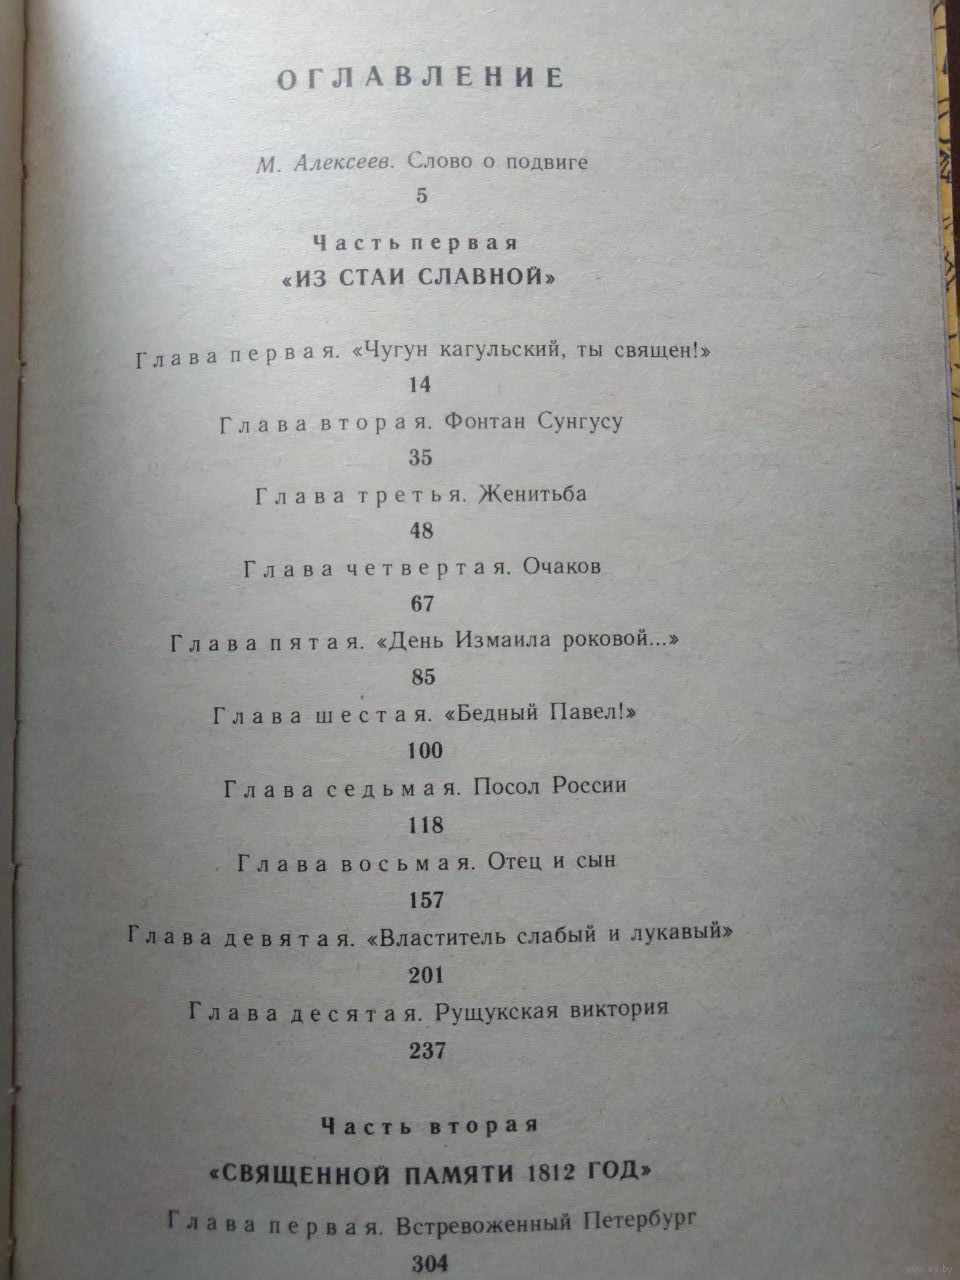 ОГЛАВЛЕНИЕ
М. Алексеев. Слово о подвиге
5
Часть первая
«ИЗ СТАИ СЛАВНОЙ»
Глава первая. «Чугун кагульский, ты священ!»
14
Глава вторая. Фонтан Сунгусу
35
Глава третья. Женитьба
48
Глава четвертая. Очаков
67
Глава пятая. «День Измаила роковой...»
85
Глава шестая. «Бедный Павел!»
100
Глава седьмая. Посол России
118
Глава восьмая. Отец и сын
157
Глава девятая. «Властитель слабый и лукавый»
201
Глава десятая. Рущукская виктория
237
Часть вторая
«СВЯЩЕННОЙ ПАМЯТИ 1812 ГОД»
Глава первая. Встревоженный Петербург
304
www.ay.by